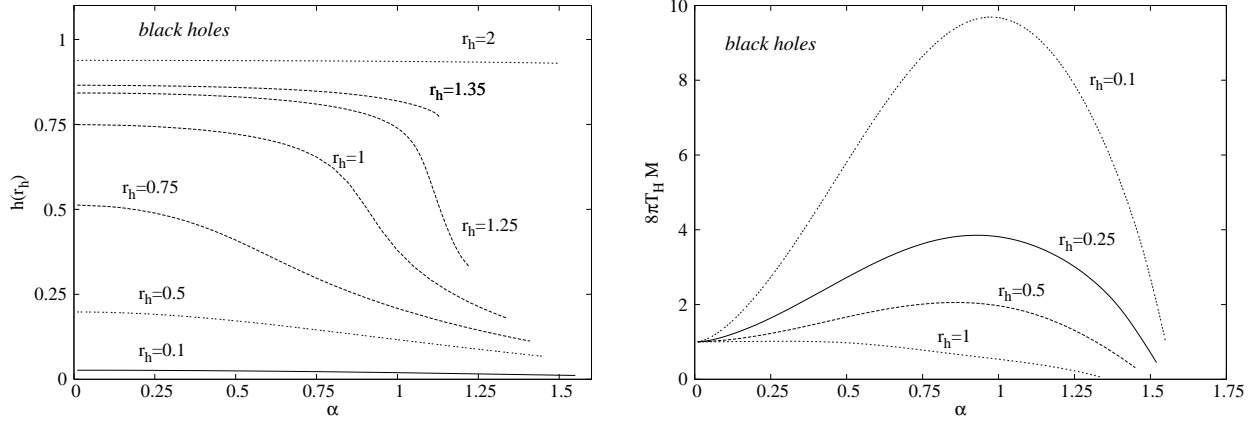 black holes
r_h=2
r_h=1.35
r_h=1
r_h=0.75
r_h=1.25
r_h=0.5
r_h=0.1
h(r_h)
1
0.75
0.5
0.25
0
0 0.25 0.5 0.75 1 1.25 1.5
α
black holes
r_h=0.1
r_h=0.25
r_h=0.5
r_h=1
8πT_H M
10
8
6
4
2
0
0 0.25 0.5 0.75 1 1.25 1.5 1.75
α